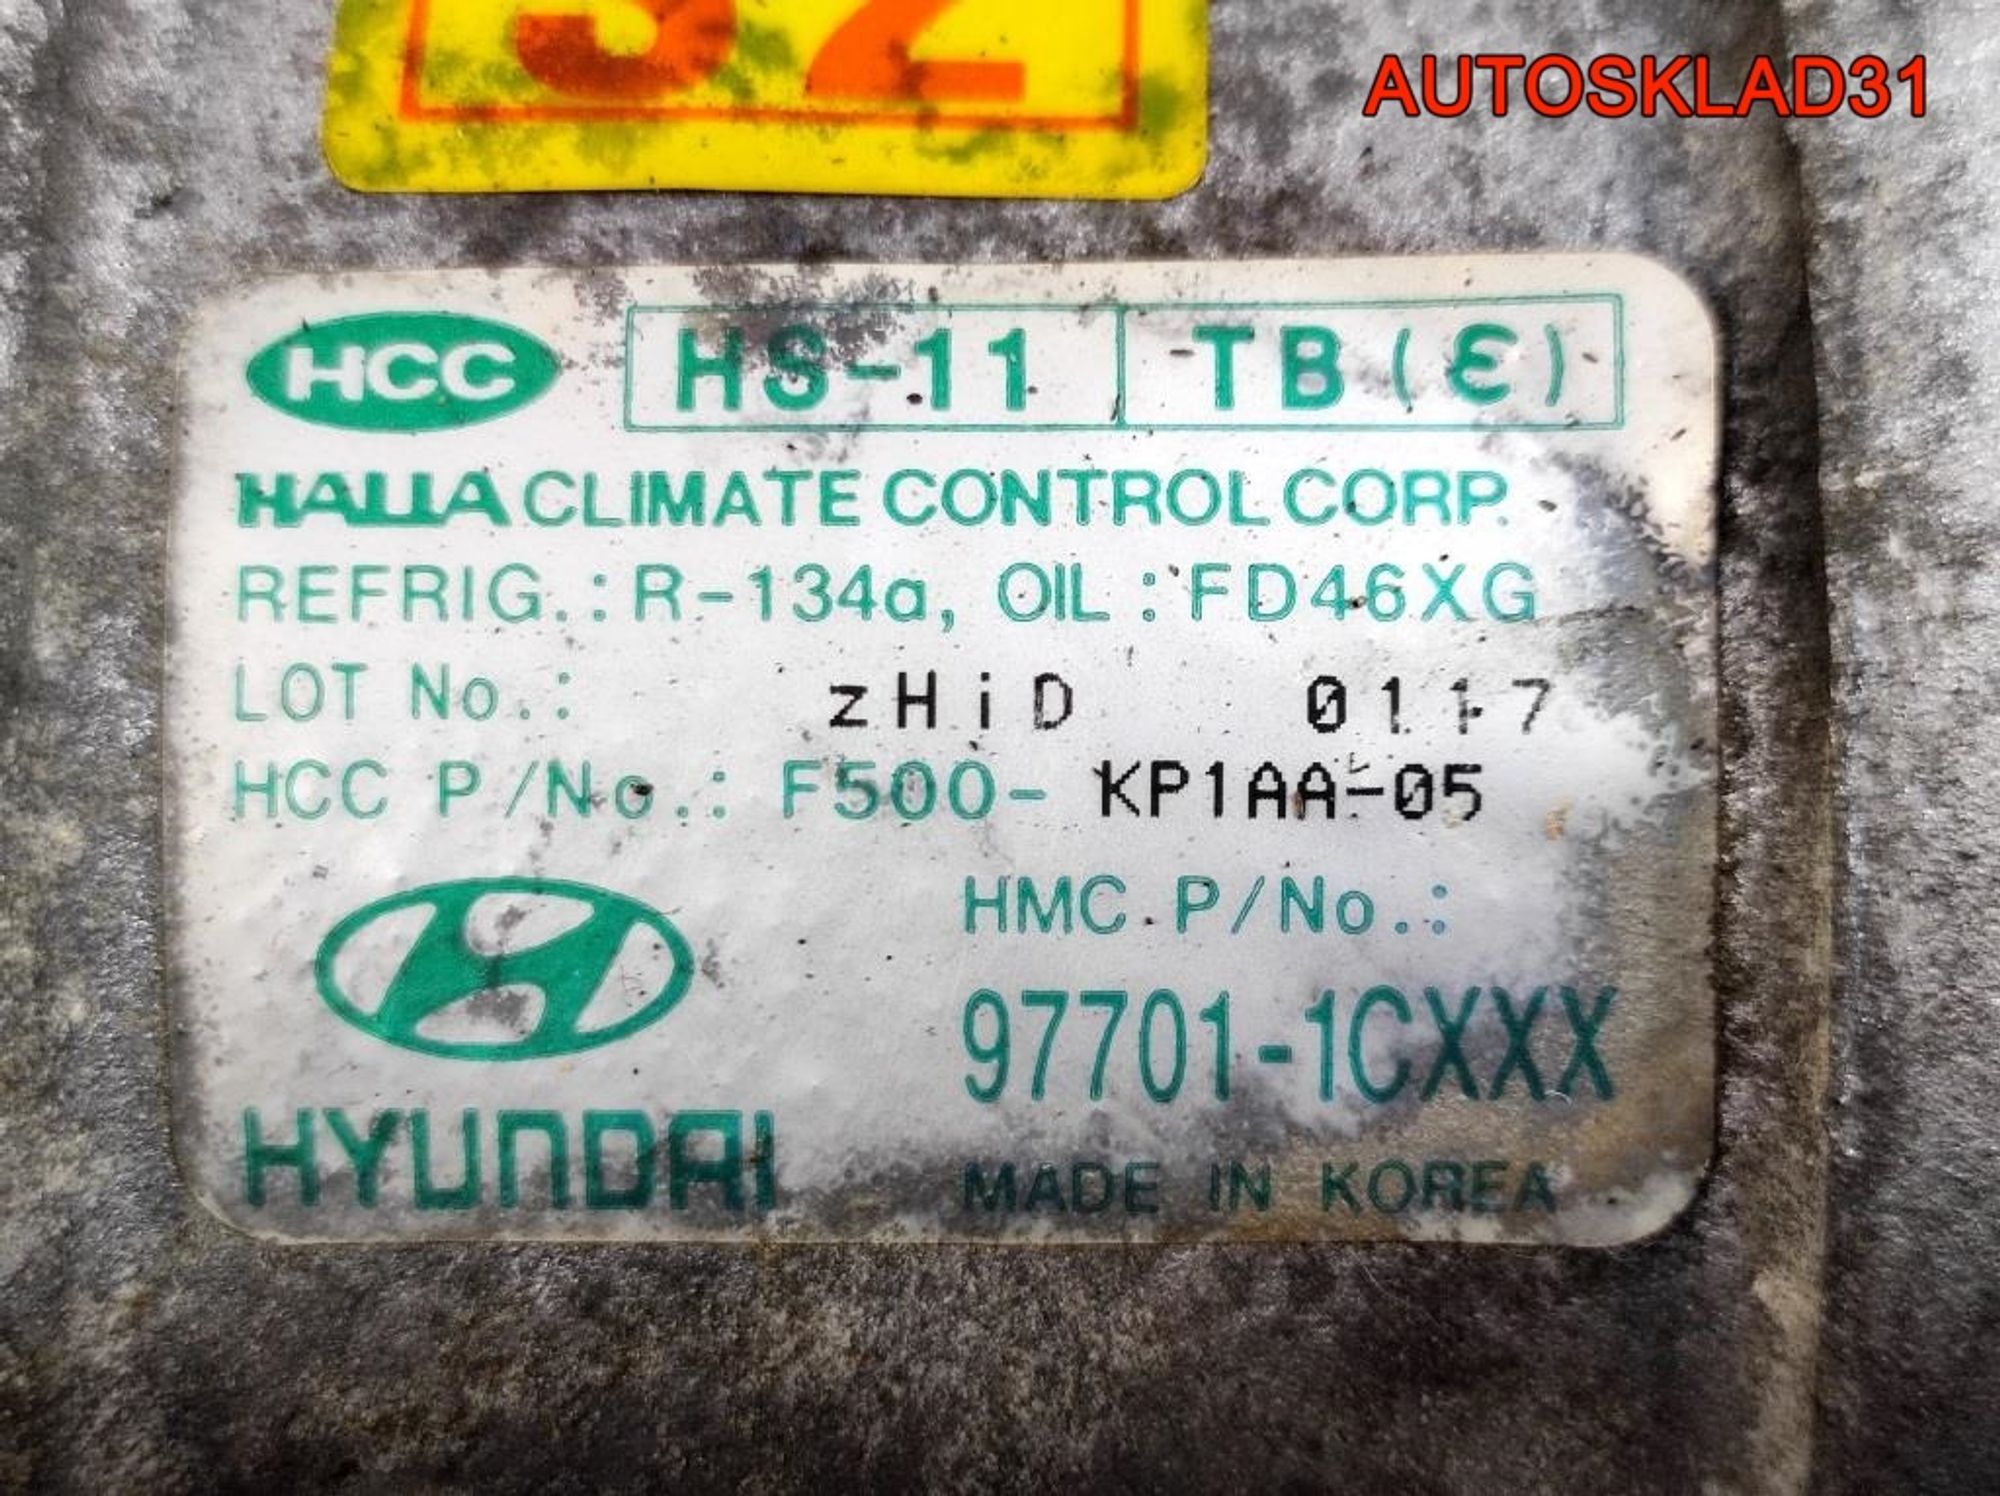 AUTOSKLAD31
HCC HS-11 TB (Ɛ)
HALLA CLIMATE CONTROL CORP.
REFRIG.: R-134a, OIL : FD46XG
LOT No.: zHiD 0117
HCC P/No.: F500- KP1AA-05
HMC P/No.:
97701-1CXXX
HYUNDAI
MADE IN KOREA